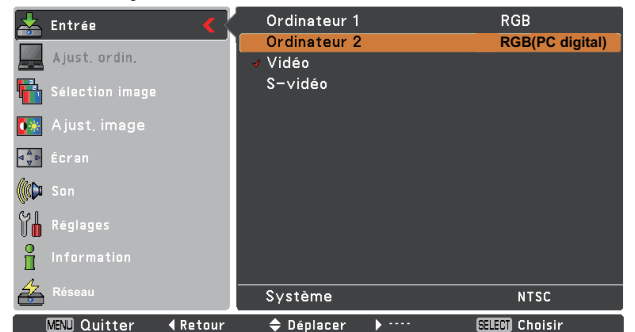 Entrée
Ajust. ordin.
Sélection image
Ajust. image
Écran
Son
Réglages
Information
Réseau
Ordinateur 1 RGB
Ordinateur 2 RGB(PC digital)
Vidéo
S-vidéo
Système NTSC
MENU Quitter Retour Déplacer ---- SELECT Choisir